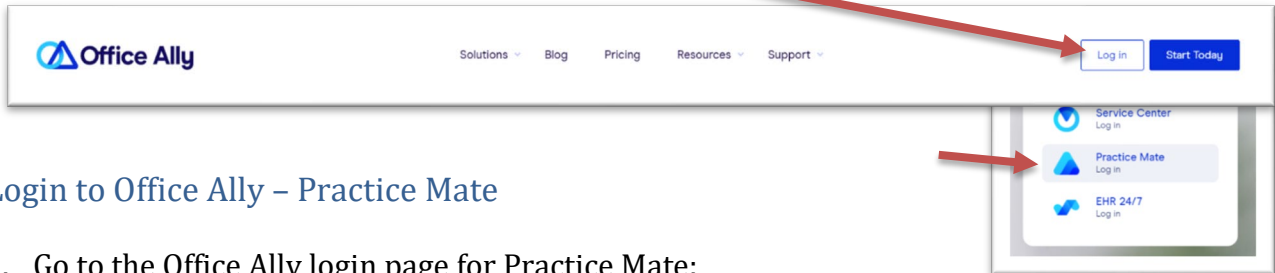 Office Ally
Solutions Blog Pricing Resources Support
Log in Start Today
Service Center
Log in
Practice Mate
Log in
EHR 24/7
Log in
Login to Office Ally – Practice Mate
Go to the Office Ally login page for Practice Mate: